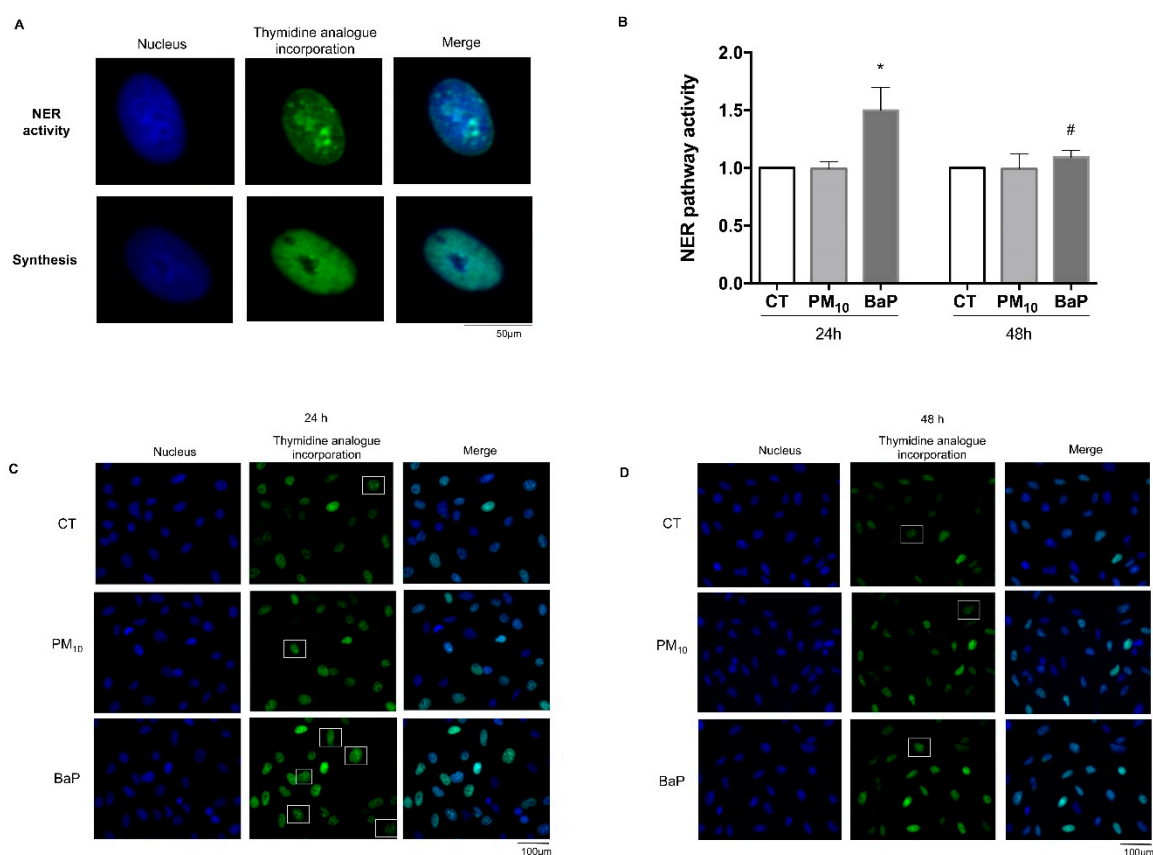 A
Nucleus
Thymidine analogue
incorporation
Merge
NER
activity
Synthesis
50µm
B
NER pathway activity
2.0
1.5
1.0
0.5
0.0
*
#
CT PM₁₀ BaP
CT PM₁₀ BaP
24h
48h
24 h
C
Nucleus
Thymidine analogue
incorporation
Merge
CT
PM₁₀
BaP
100µm
48 h
D
Nucleus
Thymidine analogue
incorporation
Merge
CT
PM₁₀
BaP
100µm